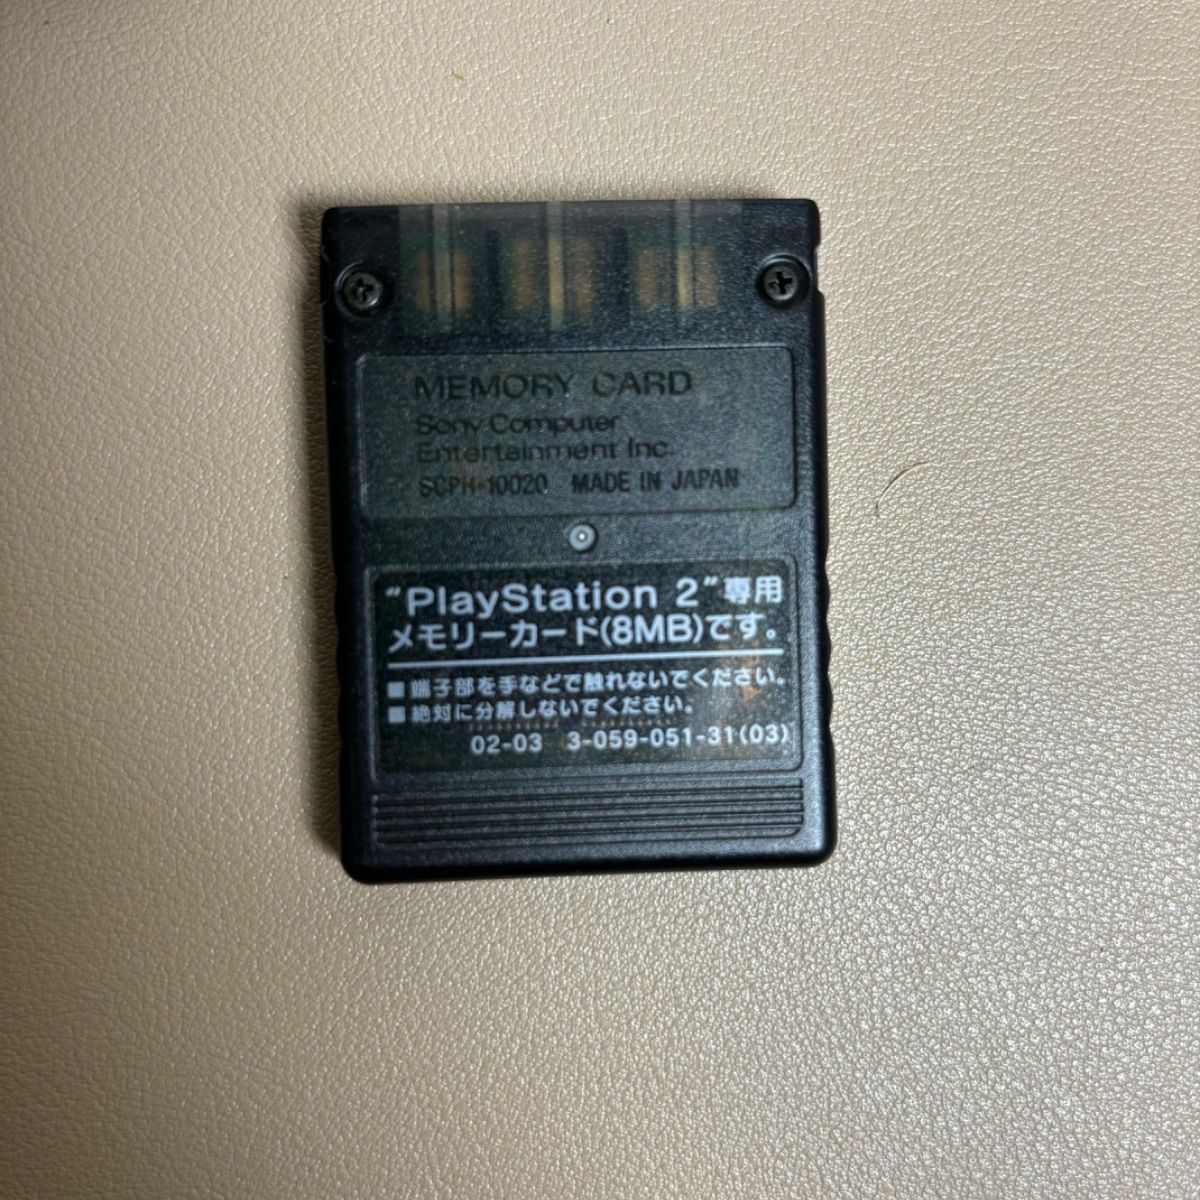 MEMORY CARD
Sony Computer
Entertainment Inc.
SCPH-10020 MADE IN JAPAN
"PlayStation 2"専用
メモリーカード(8MB)です。
■端子部を手などで触れないでください。
■絶対に分解しないでください。
02-03 3-059-051-31(03)